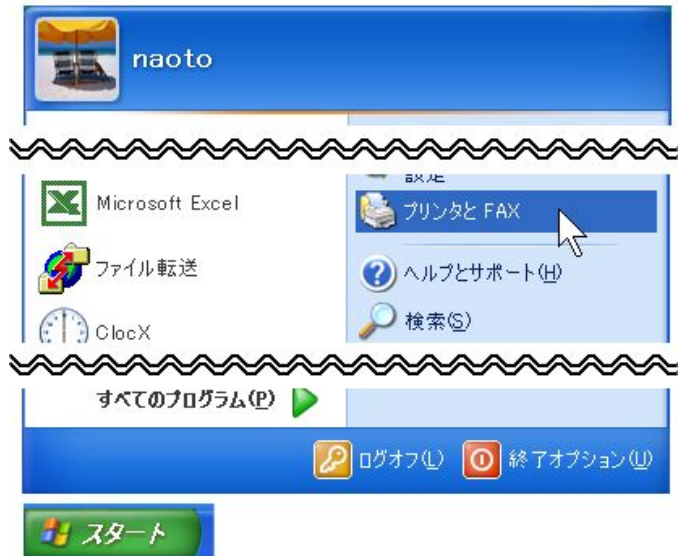 naoto
設定
Microsoft Excel
プリンタと FAX
ファイル転送
ヘルプとサポート(H)
ClocX
検索(S)
すべてのプログラム(P)
ログオフ(L)
終了オプション(U)
スタート